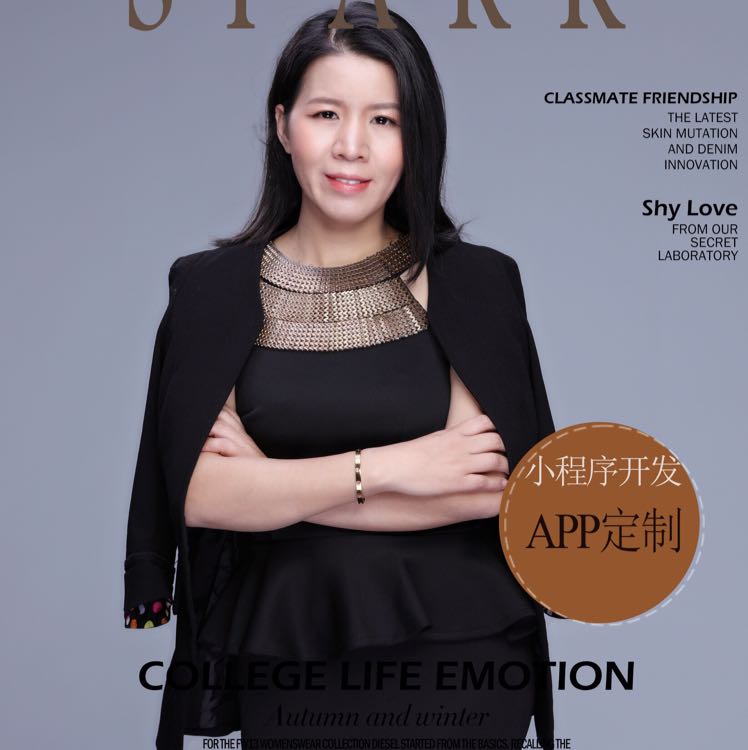 SPARK
CLASSMATE FRIENDSHIP
THE LATEST
SKIN MUTATION
AND DENIM
INNOVATION
Shy Love
FROM OUR
SECRET
LABORATORY
小程序开发
APP定制
COLLEGE LIFE EMOTION
Autumn and winter
FOR THE FW13 WOMENSWEAR COLLECTION DIESEL STARTED FROM THE BASICS, RECALLING THE